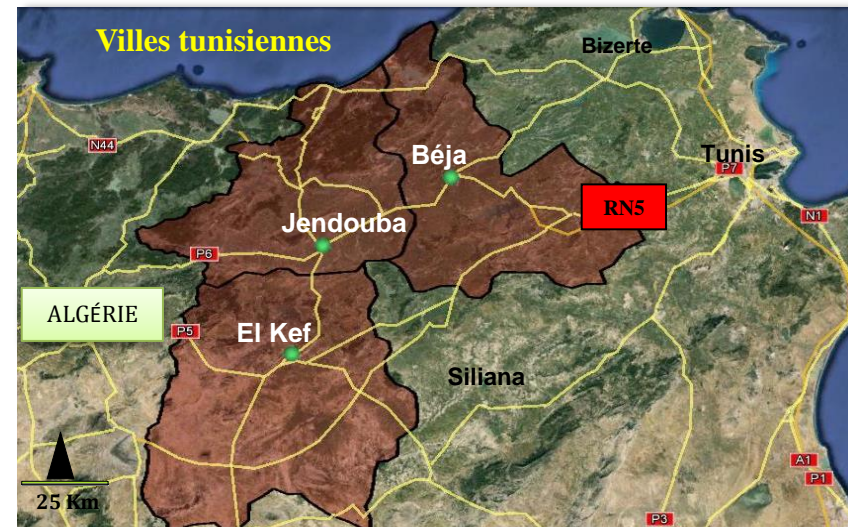 Villes tunisiennes
Bizerte
N44
Béja
Tunis
P7
RN5
N1
Jendouba
P6
ALGÉRIE
P5
El Kef
Siliana
A1
P1
25 Km
P3